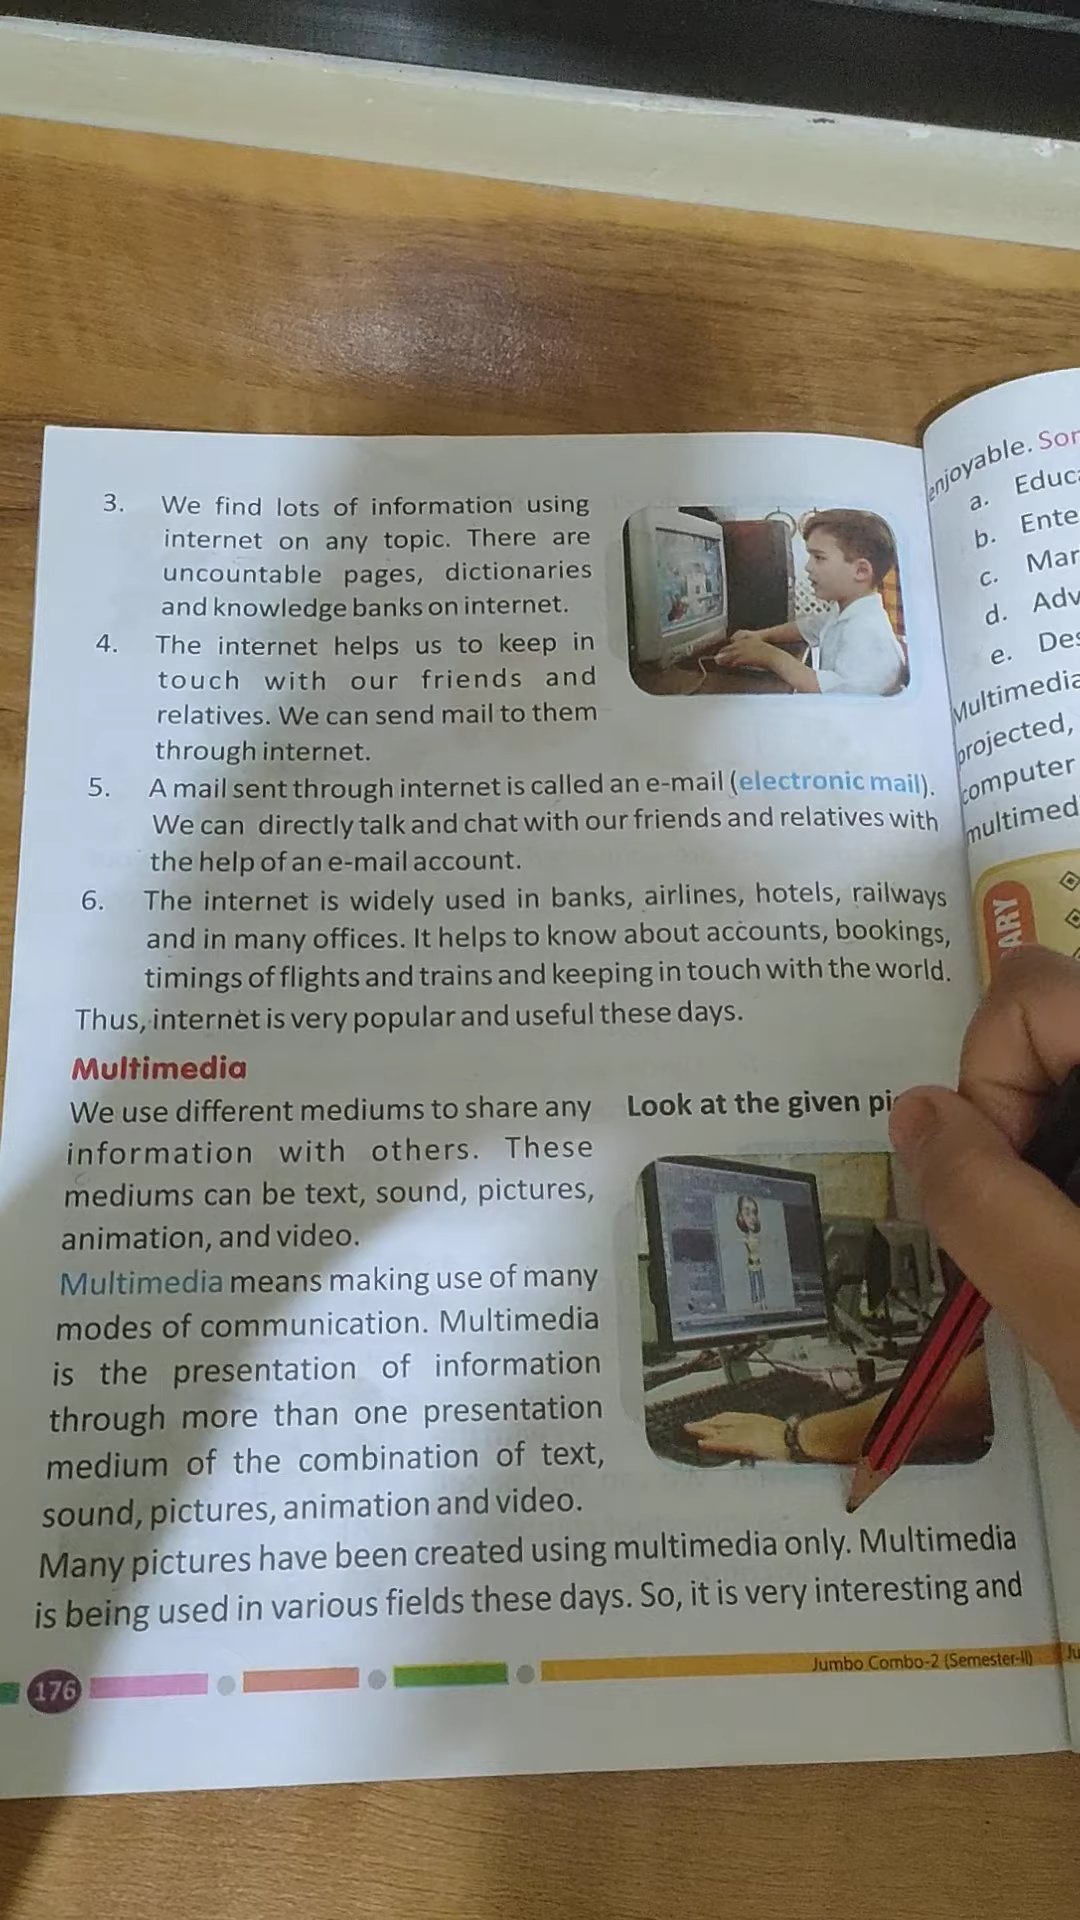 3. We find lots of information using
internet on any topic. There are
uncountable pages, dictionaries
and knowledge banks on internet.
4. The internet helps us to keep in
touch with our friends and
relatives. We can send mail to them
through internet.
5. A mail sent through internet is called an e-mail (electronic mail).
We can directly talk and chat with our friends and relatives with
the help of an e-mail account.
6. The internet is widely used in banks, airlines, hotels, railways
and in many offices. It helps to know about accounts, bookings,
timings of flights and trains and keeping in touch with the world.
Thus, internet is very popular and useful these days.
Multimedia
We use different mediums to share any
information with others. These
mediums can be text, sound, pictures,
animation, and video.
Multimedia means making use of many
modes of communication. Multimedia
is the presentation of information
through more than one presentation
medium of the combination of text,
sound, pictures, animation and video.
Look at the given
Many pictures have been created using multimedia only. Multimedia
is being used in various fields these days. So, it is very interesting and
176
Jumbo Combo-2 (Semester-II)
enjoyable.
a.
b.
c.
d.
e.
Multimedia
projected,
computer